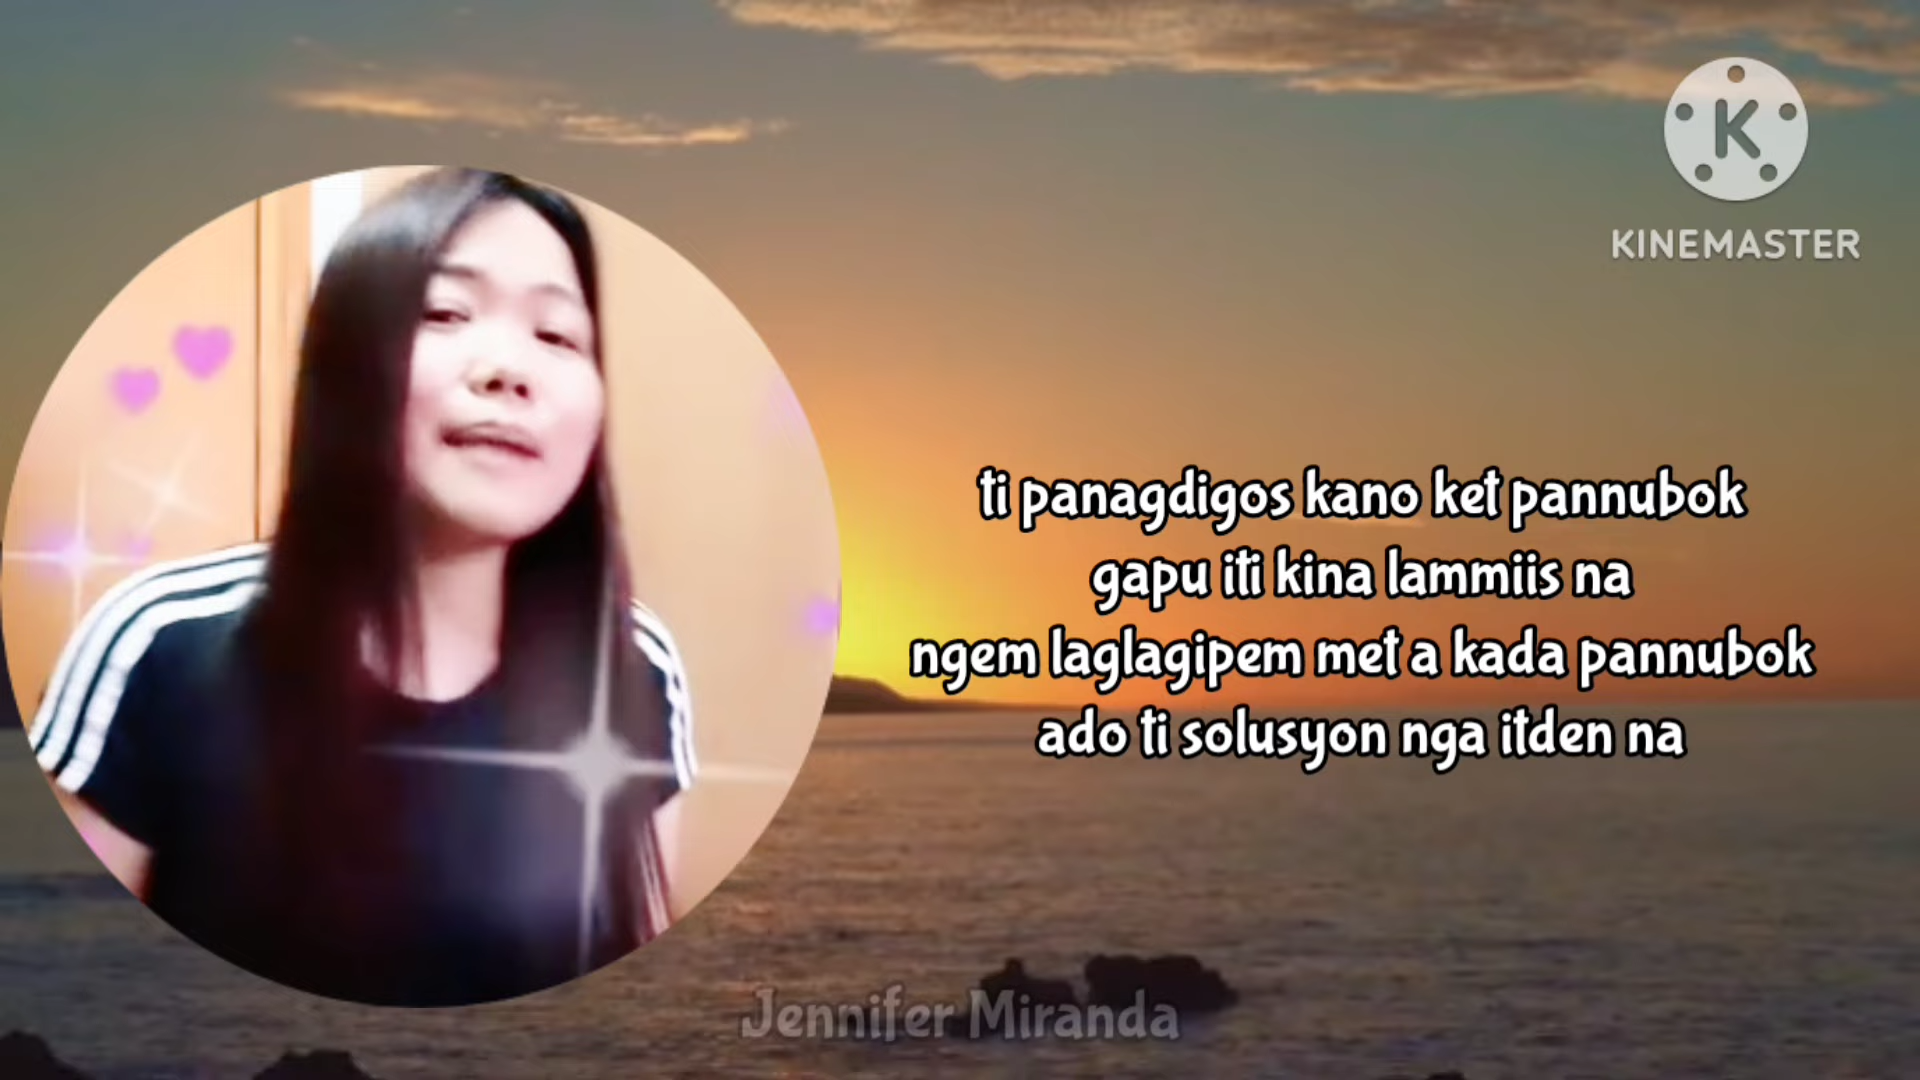 K
KINEMASTER
ti panagdigos kano ket pannubok
gapu iti kina lammiis na
ngem laglagipem met a kada pannubok
ado ti solusyon nga itden na
Jennifer Miranda